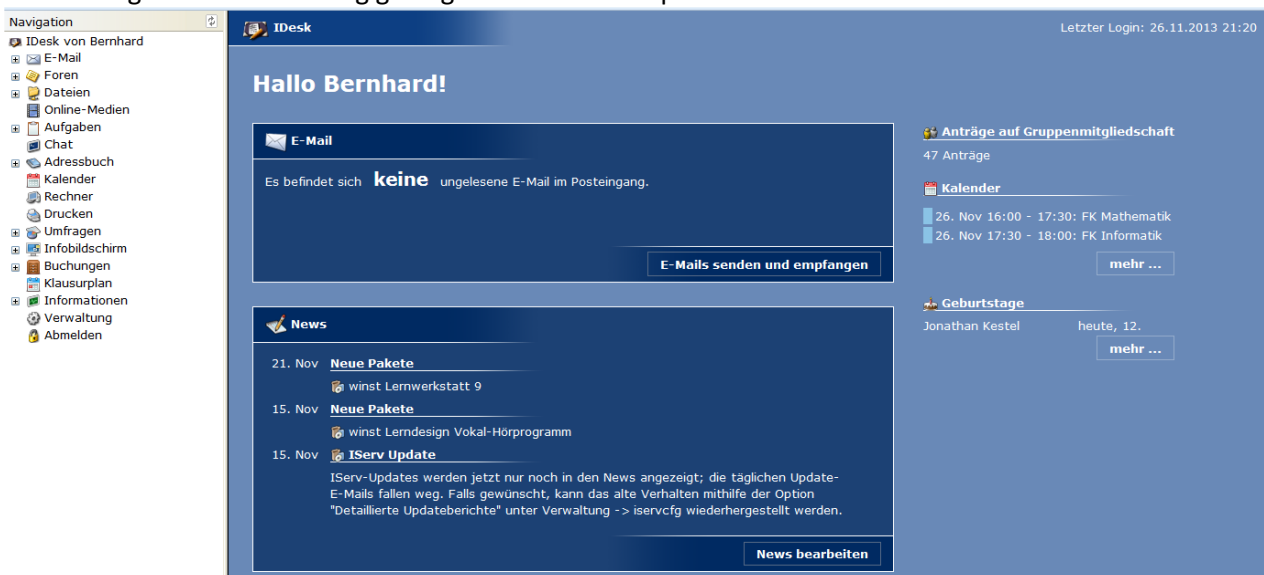 Navigation
IDesk von Bernhard
E-Mail
Foren
Dateien
Online-Medien
Aufgaben
Chat
Adressbuch
Kalender
Rechner
Drucken
Umfragen
Infobildschirm
Buchungen
Klausurplan
Informationen
Verwaltung
Abmelden
IDesk
Letzter Login: 26.11.2013 21:20
Hallo Bernhard!
E-Mail
Es befindet sich keine ungelesene E-Mail im Posteingang.
E-Mails senden und empfangen
News
21. Nov Neue Pakete
winst Lernwerkstatt 9
15. Nov Neue Pakete
winst Lerndesign Vokal-Hörprogramm
15. Nov IServ Update
IServ-Updates werden jetzt nur noch in den News angezeigt; die täglichen Update-
E-Mails fallen weg. Falls gewünscht, kann das alte Verhalten mithilfe der Option
"Detaillierte Updateberichte" unter Verwaltung -> iservcfg wiederhergestellt werden.
News bearbeiten
Anträge auf Gruppenmitgliedschaft
47 Anträge
Kalender
26. Nov 16:00 - 17:30: FK Mathematik
26. Nov 17:30 - 18:00: FK Informatik
mehr ...
Geburtstage
Jonathan Kestel heute, 12.
mehr ...